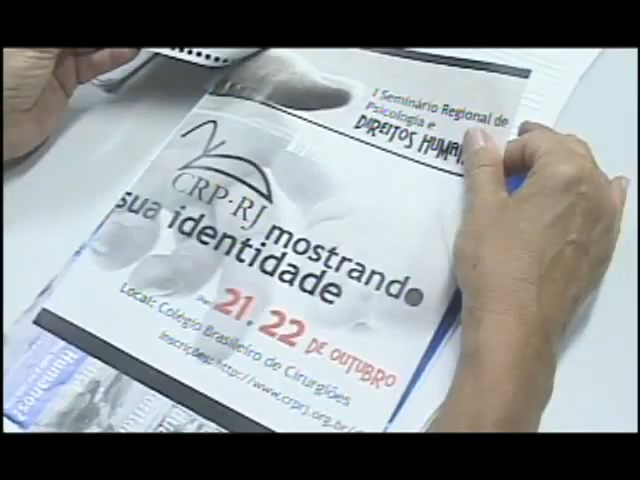 I Seminário Regional de
Psicologia e
DIREITOS
CRP-RJ mostrando
sua identidade
21.22 DE OUTUBRO
Local: Colégio Brasileiro de Cirurgiões
Inscrições: http://www.crprj.org.br/